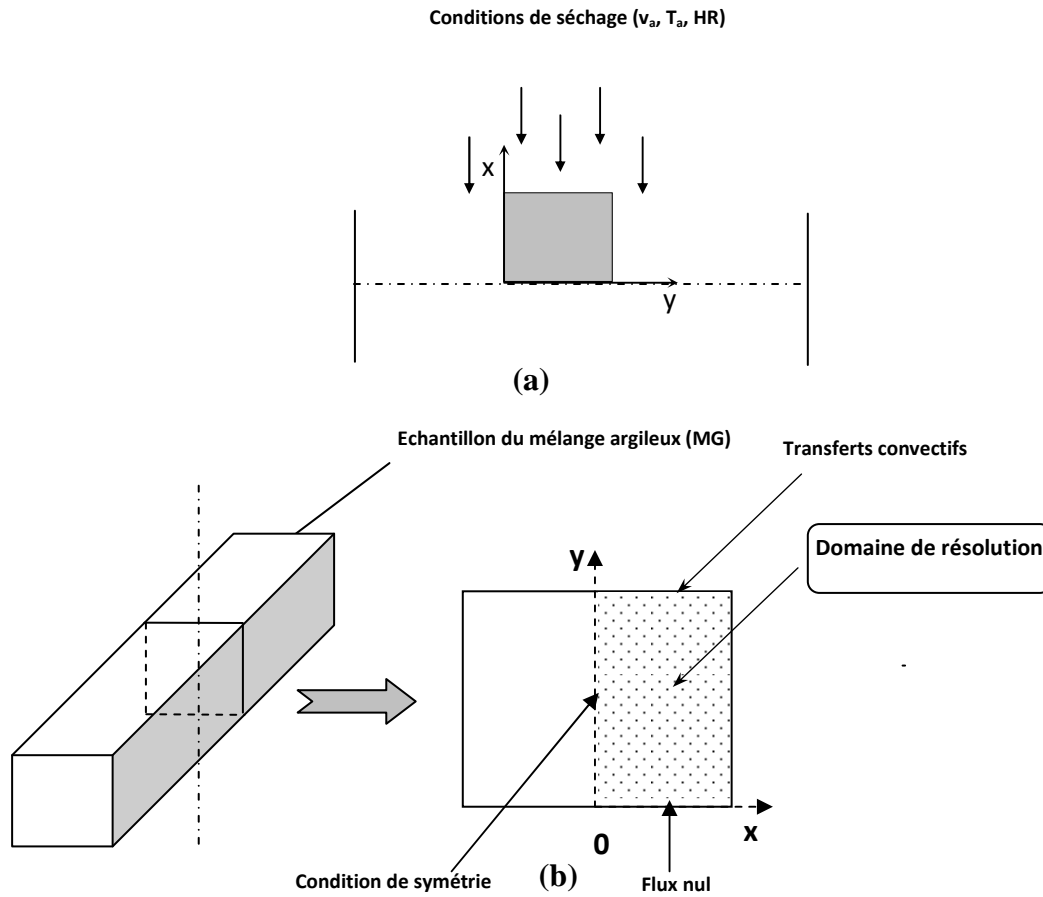 Conditions de séchage (vₐ, Tₐ, HR)
x
y
(a)
Echantillon du mélange argileux (MG)
Transferts convectifs
Domaine de résolution
y
x
0
Condition de symétrie
(b)
Flux nul